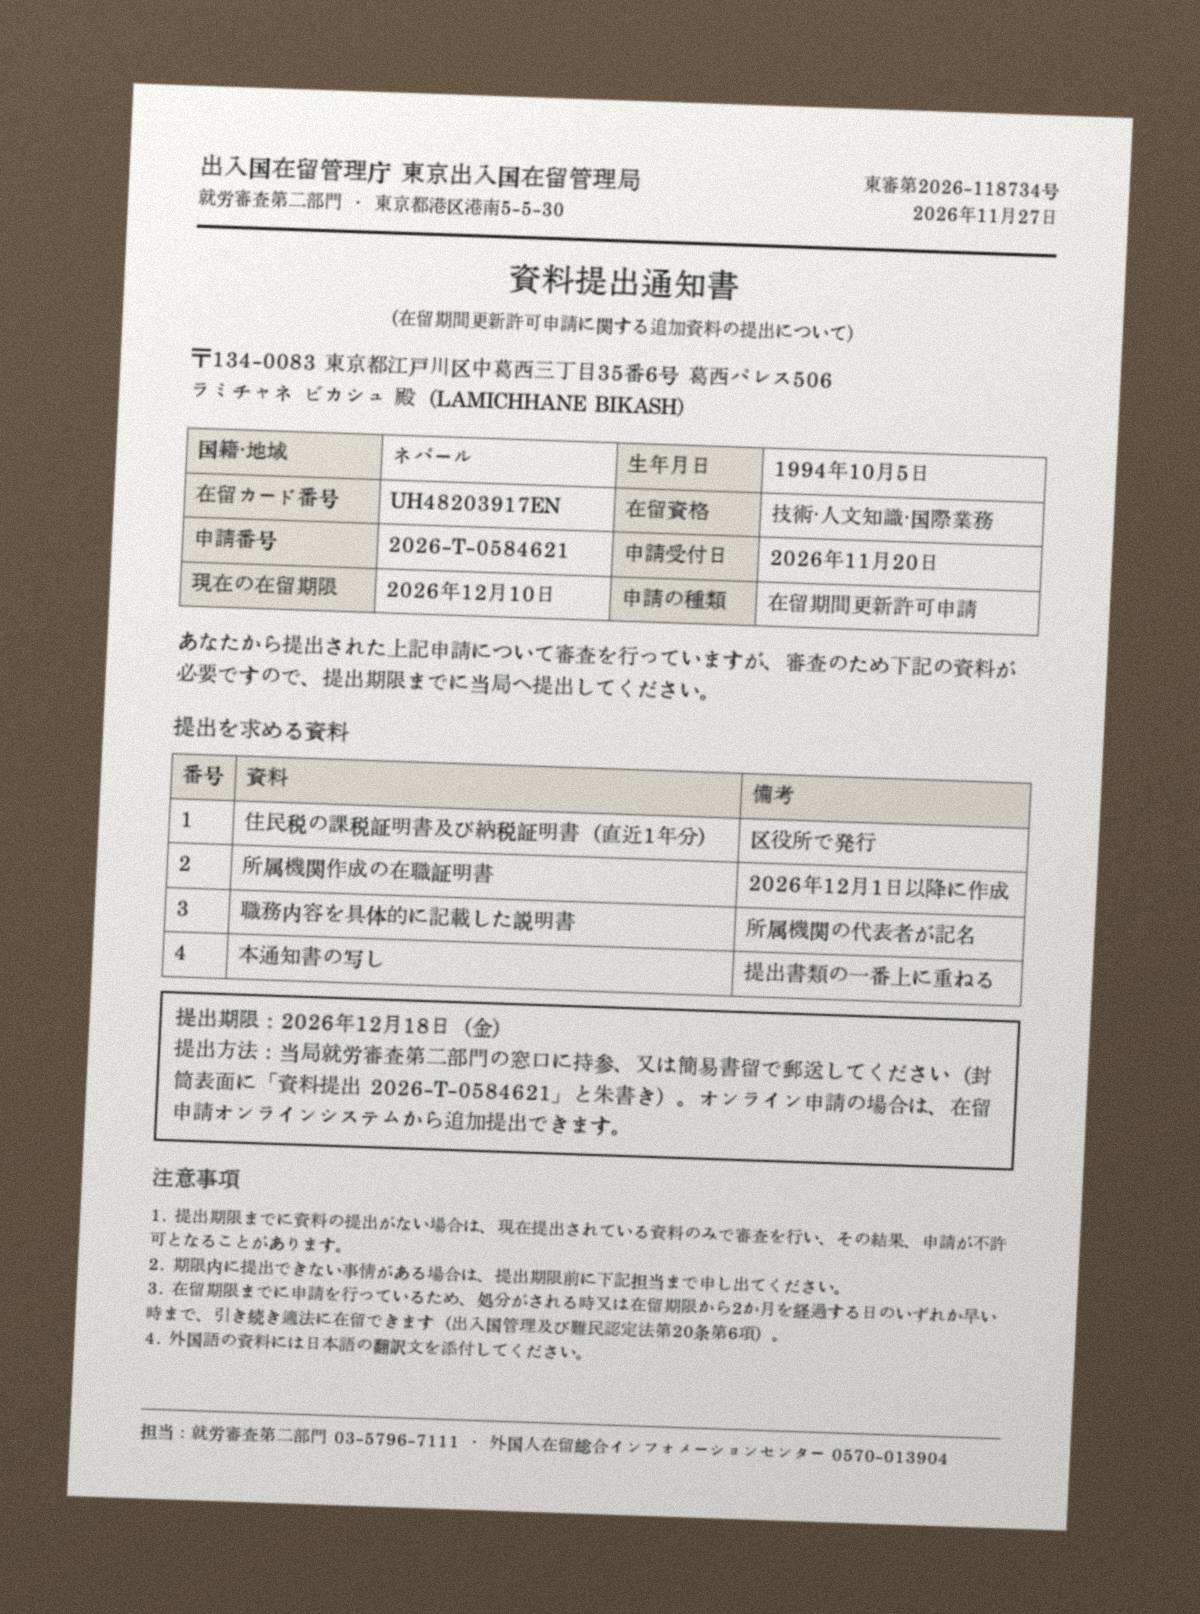 出入国在留管理庁 東京出入国在留管理局
就労審査第二部門 · 東京都港区港南5-5-30
東審第2026-118734号
2026年11月27日
資料提出通知書
(在留期間更新許可申請に関する追加資料の提出について)
〒134-0083 東京都江戸川区中葛西三丁目35番6号 葛西パレス506
ラミチャネ ビカシュ 殿 (LAMICHHANE BIKASH)
国籍·地域 ネパール 生年月日 1994年10月5日
在留カード番号 UH48203917EN 在留資格 技術·人文知識·国際業務
申請番号 2026-T-0584621 申請受付日 2026年11月20日
現在の在留期限 2026年12月10日 申請の種類 在留期間更新許可申請
あなたから提出された上記申請について審査を行っていますが、審査のため下記の資料が
必要ですので、提出期限までに当局へ提出してください。
提出を求める資料
番号 資料 備考
1 住民税の課税証明書及び納税証明書（直近1年分） 区役所で発行
2 所属機関作成の在職証明書 2026年12月1日以降に作成
3 職務内容を具体的に記載した説明書 所属機関の代表者が記名
4 本通知書の写し 提出書類の一番上に重ねる
提出期限：2026年12月18日（金）
提出方法：当局就労審査第二部門の窓口に持参、又は簡易書留で郵送してください（封
筒表面に「資料提出 2026-T-0584621」と朱書き）。オンライン申請の場合は、在留
申請オンラインシステムから追加提出できます。
注意事項
1. 提出期限までに資料の提出がない場合は、現在提出されている資料のみで審査を行い、その結果、申請が不許
可となることがあります。
2. 期限内に提出できない事情がある場合は、提出期限前に下記担当まで申し出てください。
3. 在留期限までに申請を行っているため、処分がされる時又は在留期限から2か月を経過する日のいずれか早い
時まで、引き続き適法に在留できます（出入国管理及び難民認定法第20条第6項）。
4. 外国語の資料には日本語の翻訳文を添付してください。
担当：就労審査第二部門 03-5796-7111 · 外国人在留総合インフォメーションセンター 0570-013904